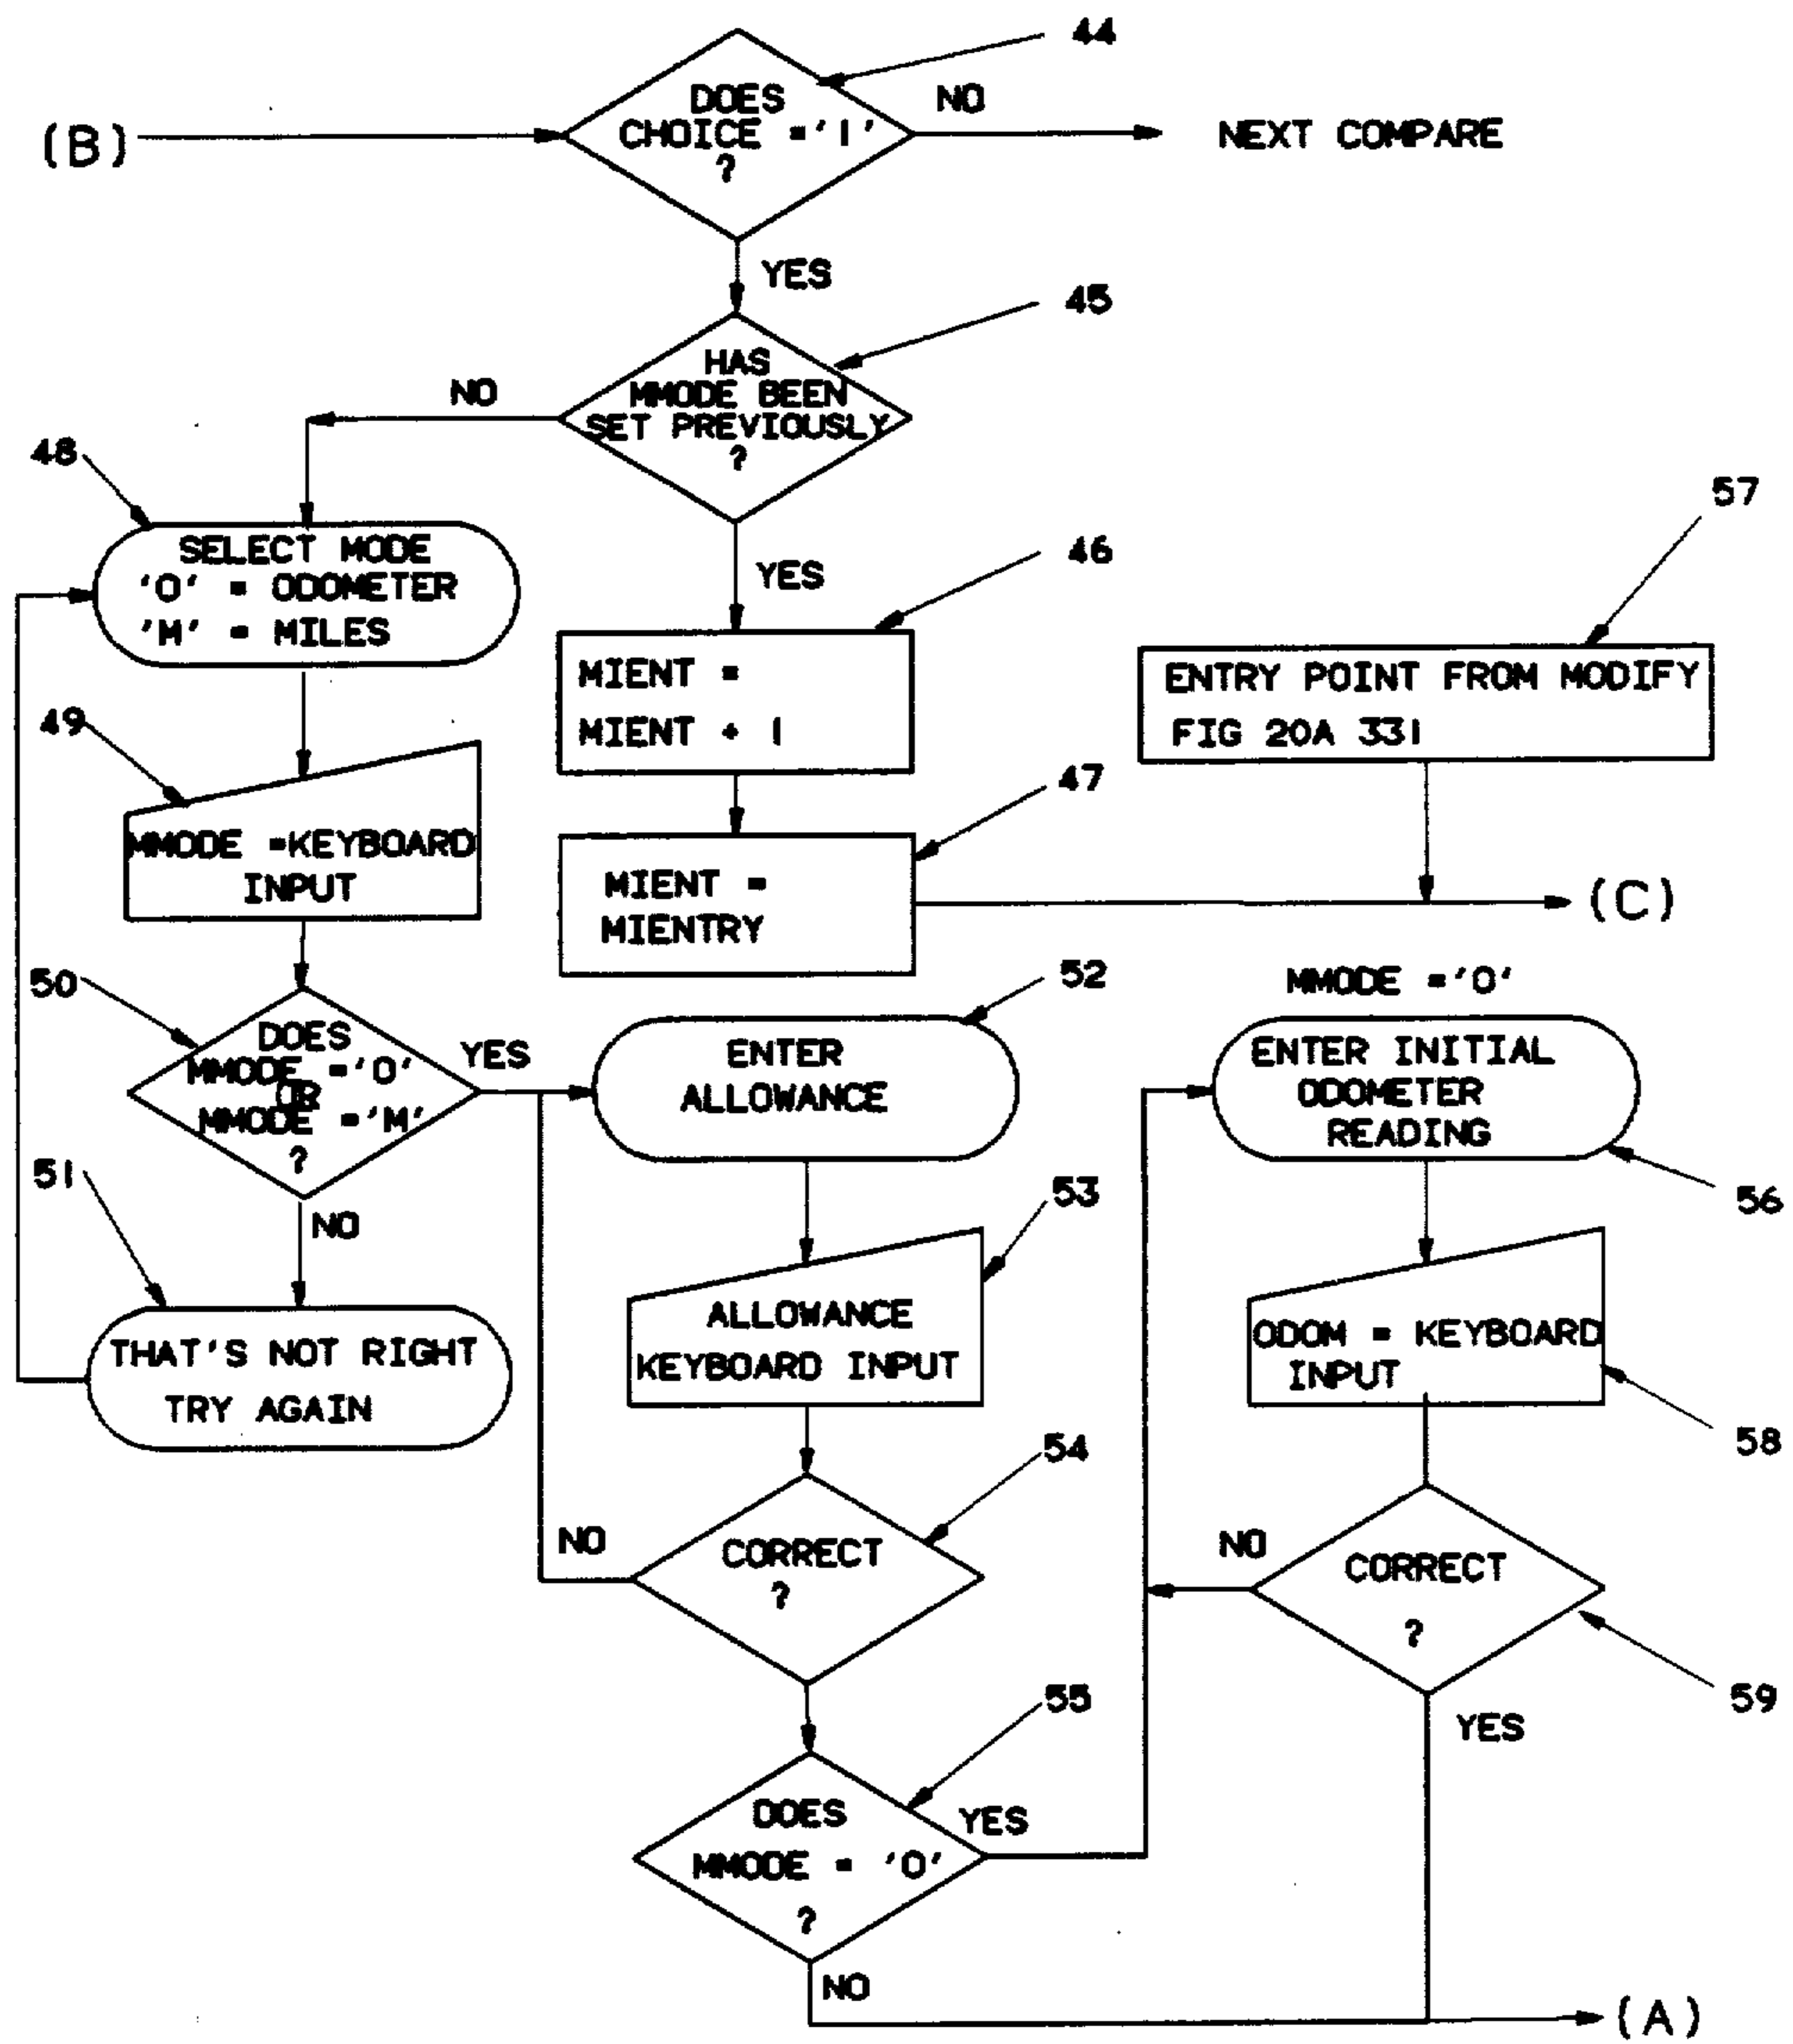 44
DOES
CHOICE ='1'
?
NO
(B)
NEXT COMPARE
YES
45
HAS
MMODE BEEN
SET PREVIOUSLY
?
NO
48
SELECT MODE
'O' = ODOMETER
'M' = MILES
YES
46
MIENT =
MIENT + 1
57
ENTRY POINT FROM MODIFY
FIG 20A 331
49
MMODE =KEYBOARD
INPUT
47
MIENT =
MIENTRY
(C)
50
DOES
MMODE ='O'
OR
MMODE ='M'
?
YES
52
ENTER
ALLOWANCE
MMODE ='O'
ENTER INITIAL
ODOMETER
READING
56
51
NO
THAT'S NOT RIGHT
TRY AGAIN
53
ALLOWANCE
KEYBOARD INPUT
ODOM = KEYBOARD
INPUT
58
54
NO
CORRECT
?
NO
CORRECT
?
59
YES
55
DOES
MMODE = 'O'
?
YES
NO
(A)